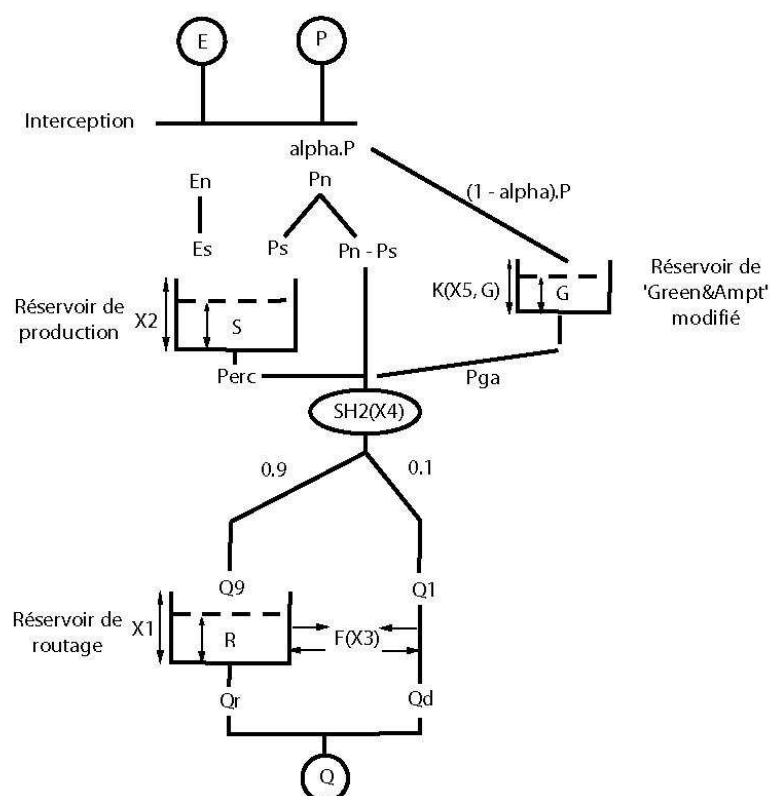 E
P
Interception
alpha.P
En
Pn
(1 - alpha).P
Es
Ps
Pn - Ps
Réservoir de
production
X2
S
K(X5, G)
G
Réservoir de
'Green&Ampt'
modifié
Perc
Pga
SH2(X4)
0.9
0.1
Q9
Q1
Réservoir de
routage
X1
R
F(X3)
Qr
Qd
Q